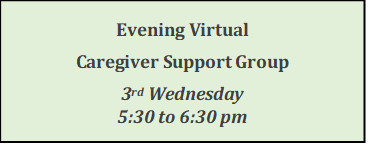 Evening Virtual
Caregiver Support Group
3rd Wednesday
5:30 to 6:30 pm